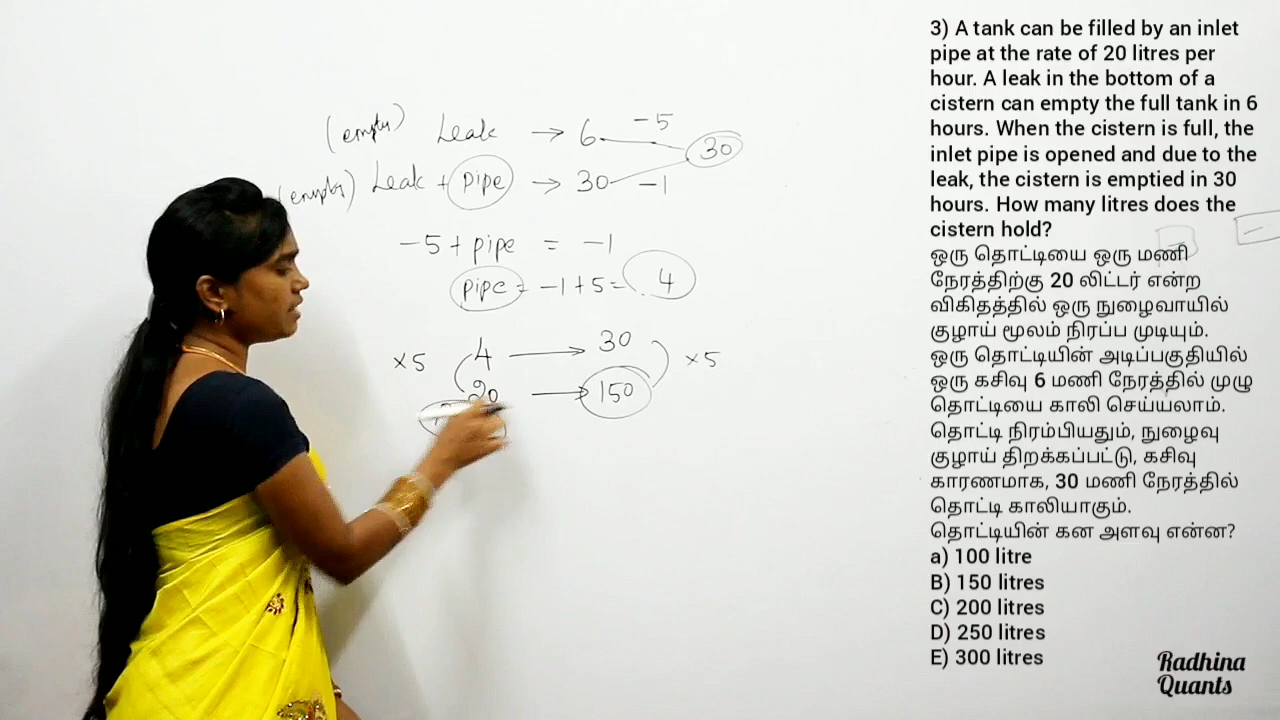 (empty) Leak → 6 -5 30
(empty) Leak + pipe → 30 -1
-5 + pipe = -1
pipe = -1+5 = 4
×5 4 → 30 ×5
20 → 150
3) A tank can be filled by an inlet
pipe at the rate of 20 litres per
hour. A leak in the bottom of a
cistern can empty the full tank in 6
hours. When the cistern is full, the
inlet pipe is opened and due to the
leak, the cistern is emptied in 30
hours. How many litres does the
cistern hold?
ஒரு தொட்டியை ஒரு மணி
நேரத்திற்கு 20 லிட்டர் என்ற
விகிதத்தில் ஒரு நுழைவாயில்
குழாய் மூலம் நிரப்ப முடியும்.
ஒரு தொட்டியின் அடிப்பகுதியில்
ஒரு கசிவு 6 மணி நேரத்தில் முழு
தொட்டியை காலி செய்யலாம்.
தொட்டி நிரம்பியதும், நுழைவு
குழாய் திறக்கப்பட்டு, கசிவு
காரணமாக, 30 மணி நேரத்தில்
தொட்டி காலியாகும்.
தொட்டியின் கன அளவு என்ன?
a) 100 litre
B) 150 litres
C) 200 litres
D) 250 litres
E) 300 litres
Radhina
Quants